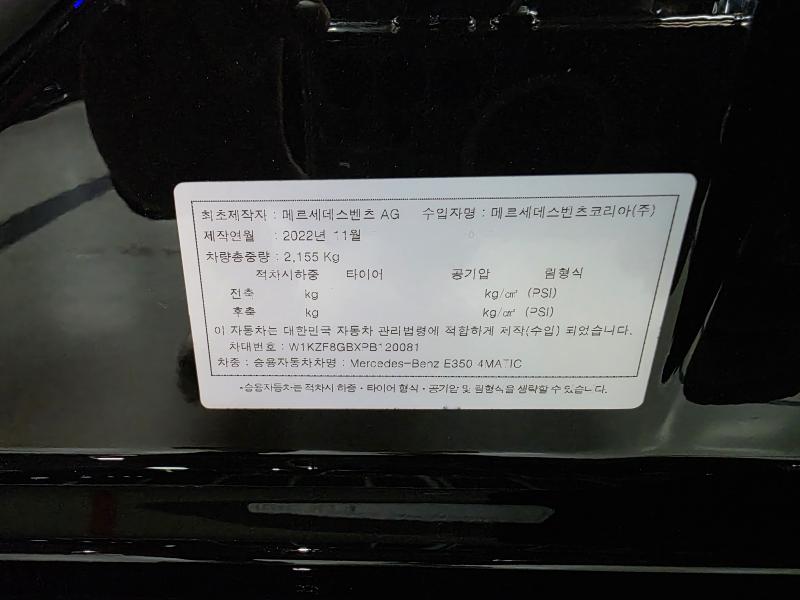 최초제작자 : 메르세데스벤츠 AG 수입자명 : 메르세데스벤츠코리아(주)
제작연월 : 2022년 11월
차량총중량 : 2,155 Kg
적차시하중 타이어 공기압 림형식
전축 kg kg/㎠ (PSI)
후축 kg kg/㎠ (PSI)
이 자동차는 대한민국 자동차 관리법령에 적합하게 제작(수입) 되었습니다.
차대번호 : W1KZF8GBXPB120081
차종 : 승용자동차차명 : Mercedes-Benz E350 4MATIC
*승용자동차는 적차시 하중 · 타이어 형식 · 공기압 및 림형식을 생략할 수 있습니다.